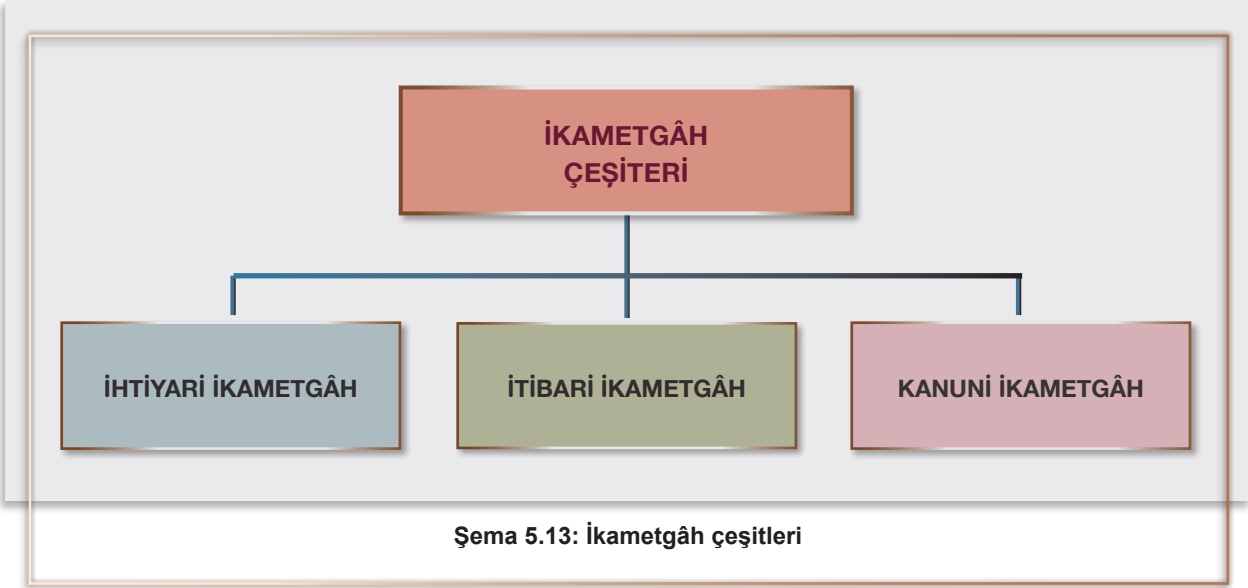 İKAMETGÂH
ÇEŞİTERİ
İHTİYARİ İKAMETGÂH
İTİBARİ İKAMETGÂH
KANUNİ İKAMETGÂH
Şema 5.13: İkametgâh çeşitleri